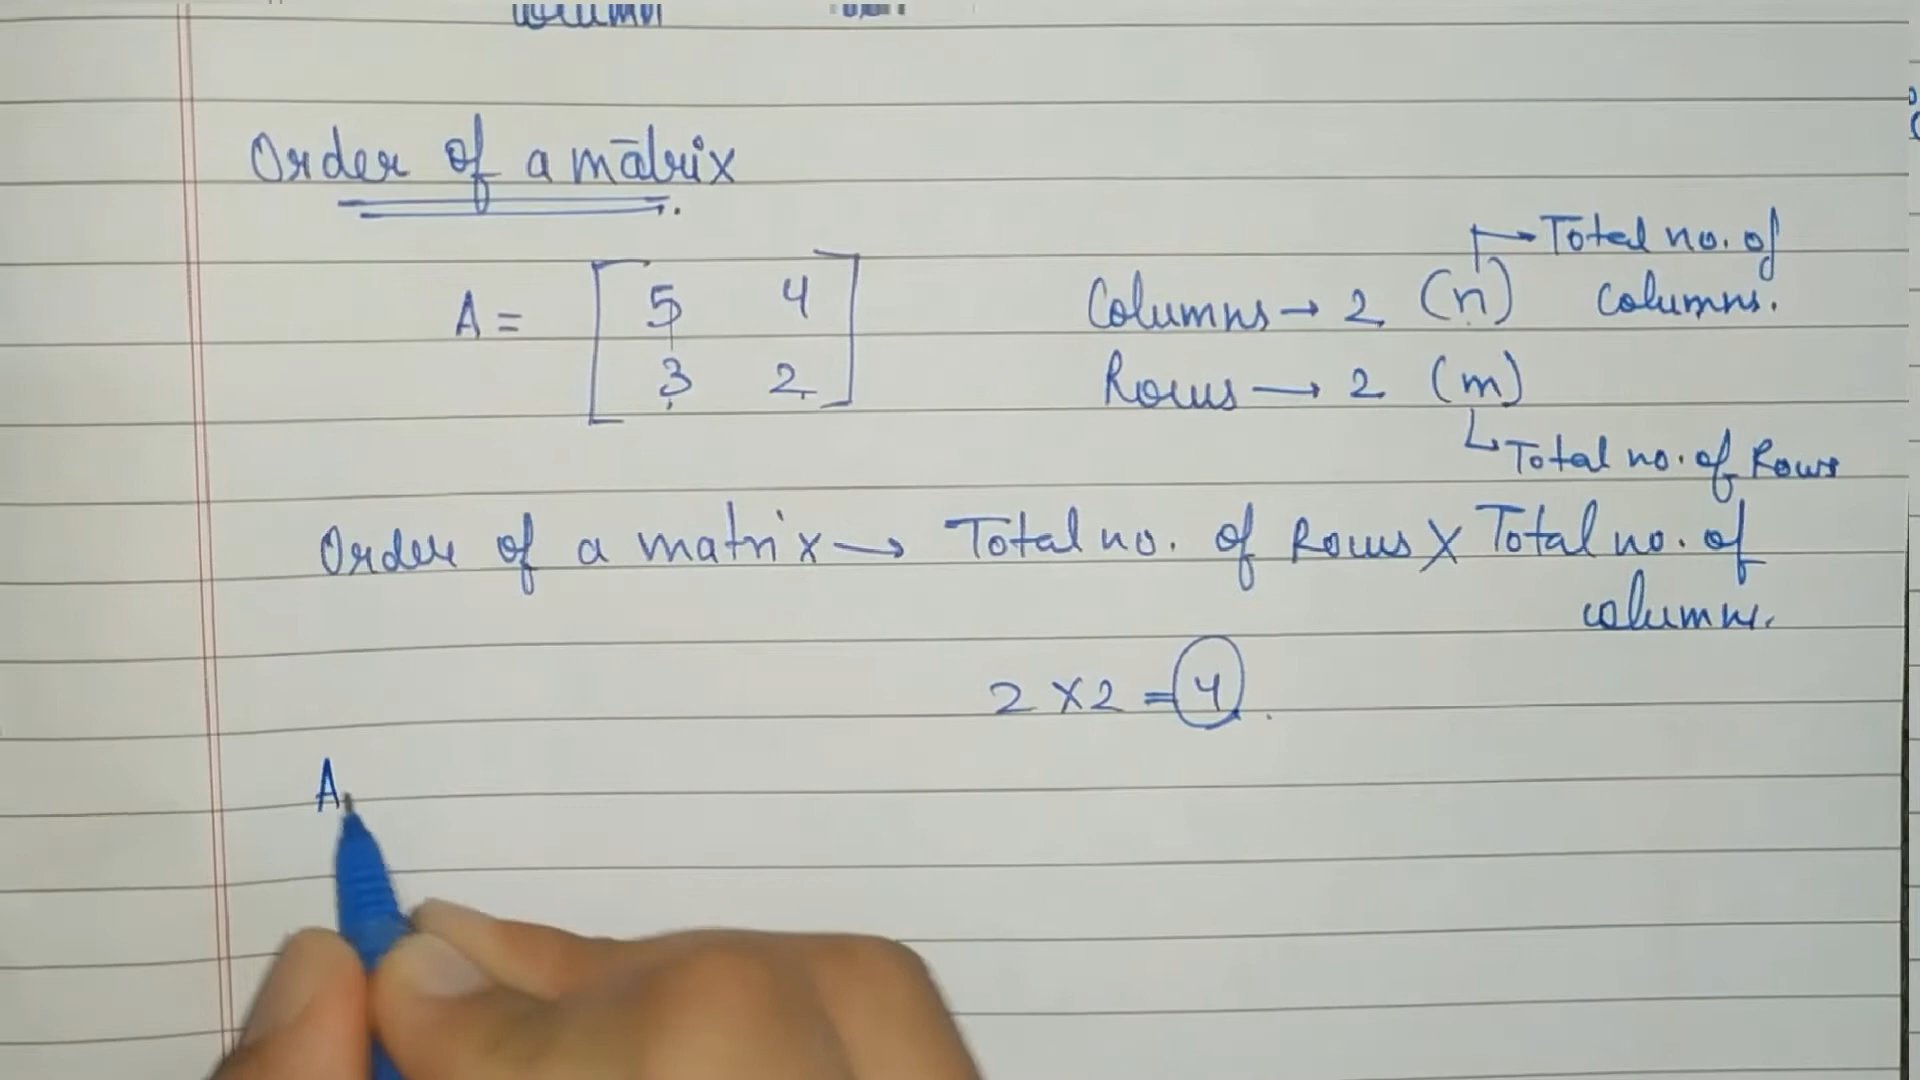 column
Order of a matrix
A = [ 5 4
3 2 ]
Columns → 2 (n) → Total no. of columns.
Rows → 2 (m)
↳ Total no. of Rows
Order of a matrix → Total no. of Rows X Total no. of
columns.
2 X 2 = 4
A